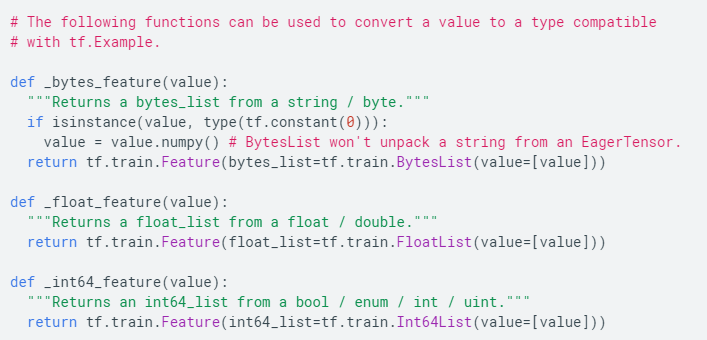 # The following functions can be used to convert a value to a type compatible
# with tf.Example.
def _bytes_feature(value):
"""Returns a bytes_list from a string / byte."""
if isinstance(value, type(tf.constant(0))):
value = value.numpy() # BytesList won't unpack a string from an EagerTensor.
return tf.train.Feature(bytes_list=tf.train.BytesList(value=[value]))
def _float_feature(value):
"""Returns a float_list from a float / double."""
return tf.train.Feature(float_list=tf.train.FloatList(value=[value]))
def _int64_feature(value):
"""Returns an int64_list from a bool / enum / int / uint."""
return tf.train.Feature(int64_list=tf.train.Int64List(value=[value]))